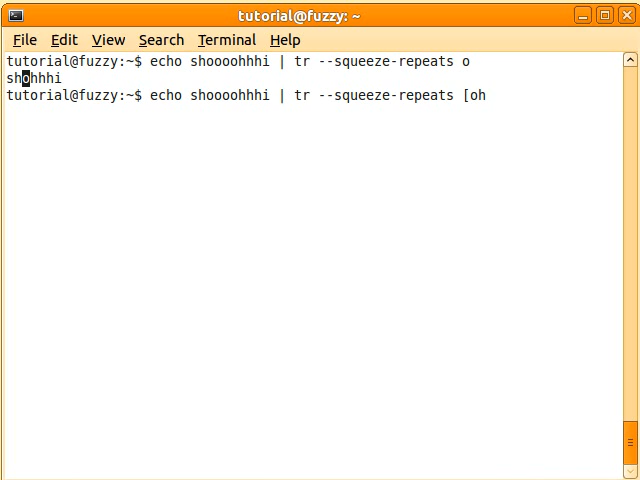 tutorial@fuzzy: ~
File Edit View Search Terminal Help
tutorial@fuzzy:~$ echo shoooohhhi | tr --squeeze-repeats o
shohhhi
tutorial@fuzzy:~$ echo shoooohhhi | tr --squeeze-repeats [oh